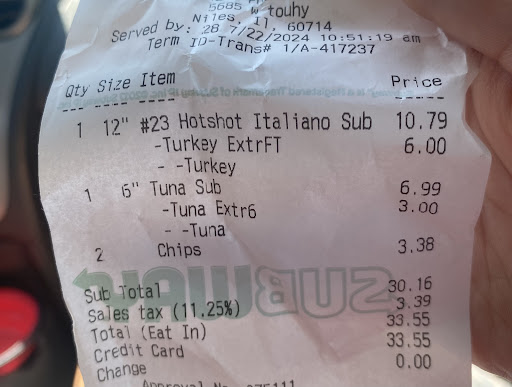 5685 W touhy
Niles, Il, 60714
Served by: 28 7/22/2024 10:51:19 am
Term ID-Trans# 1/A-417237
Qty Size Item Price
1 12" #23 Hotshot Italiano Sub 10.79
-Turkey ExtrFT 6.00
- -Turkey
1 6" Tuna Sub 6.99
-Tuna Extr6 3.00
- -Tuna
2 Chips 3.38
Sub Total 30.16
Sales tax (11.25%) 3.39
Total (Eat In) 33.55
Credit Card 33.55
Change 0.00
SUBWAY